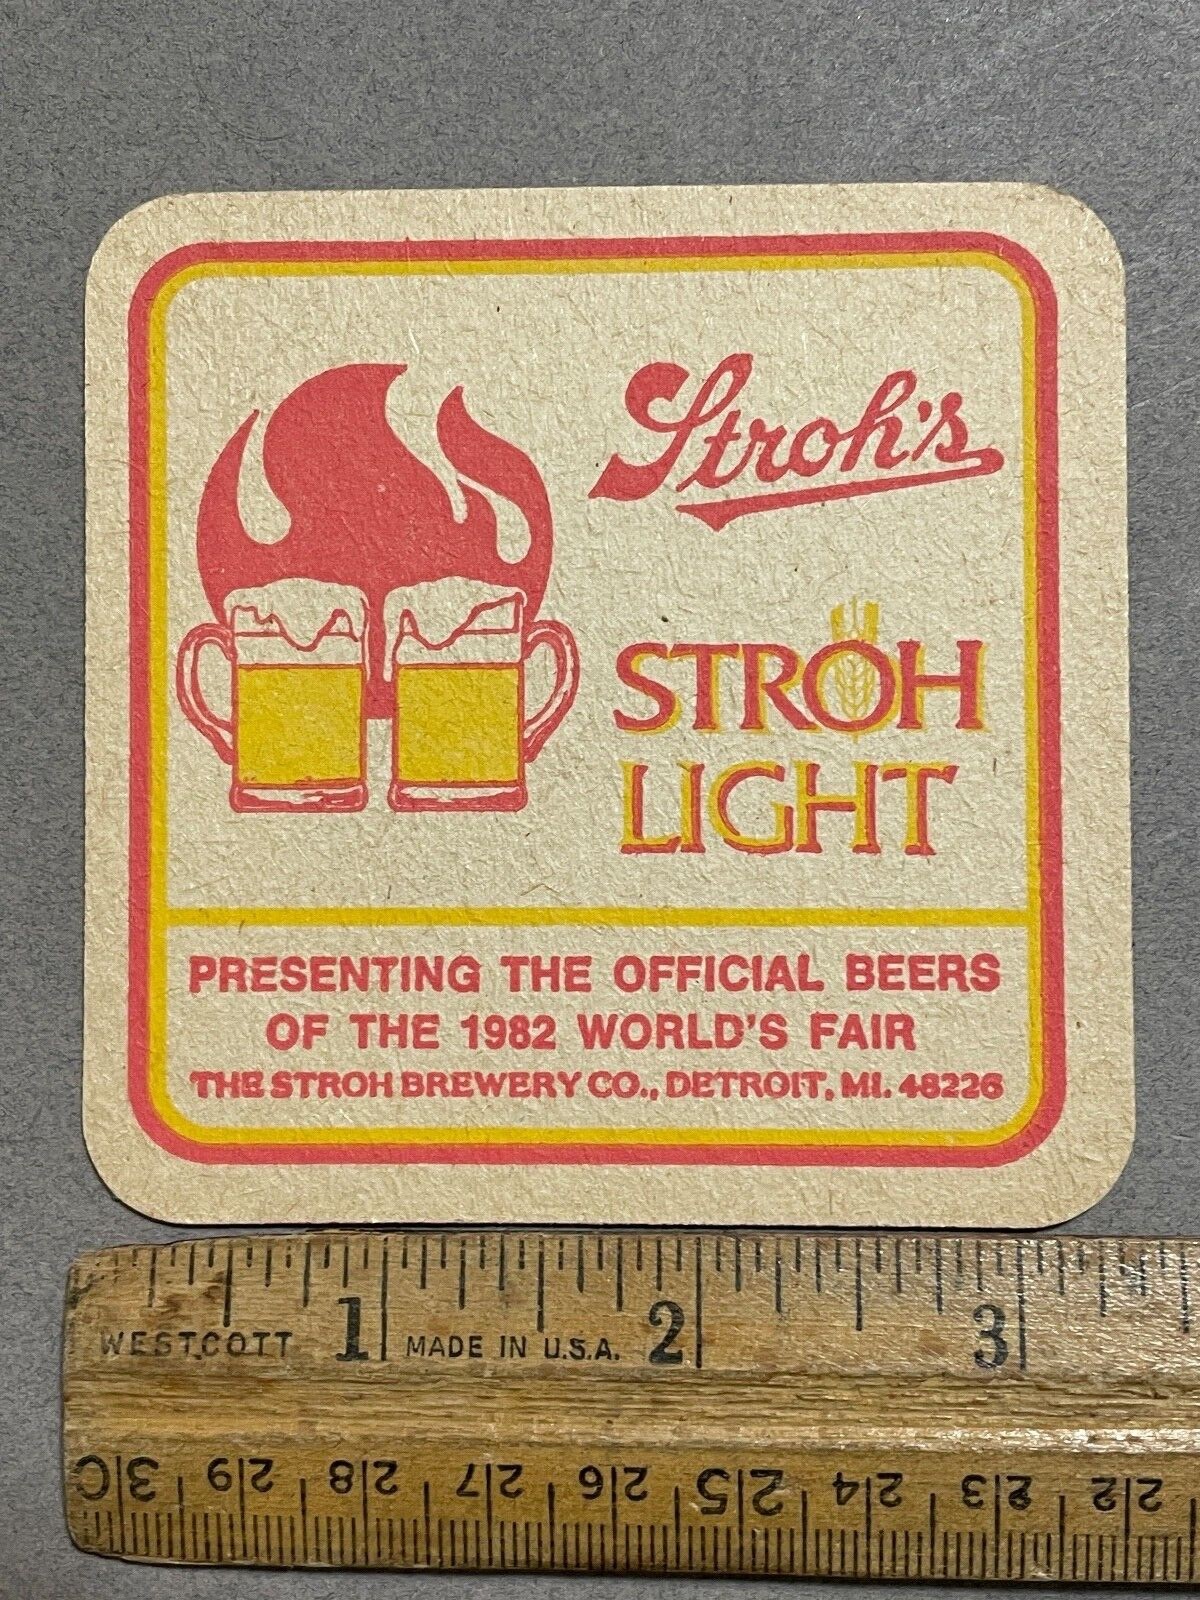 Stroh's
STROH
LIGHT
PRESENTING THE OFFICIAL BEERS
OF THE 1982 WORLD'S FAIR
THE STROH BREWERY CO., DETROIT, MI. 48226
1 2 3
WESTCOTT MADE IN U.S.A.
30 29 28 27 26 25 24 23 22